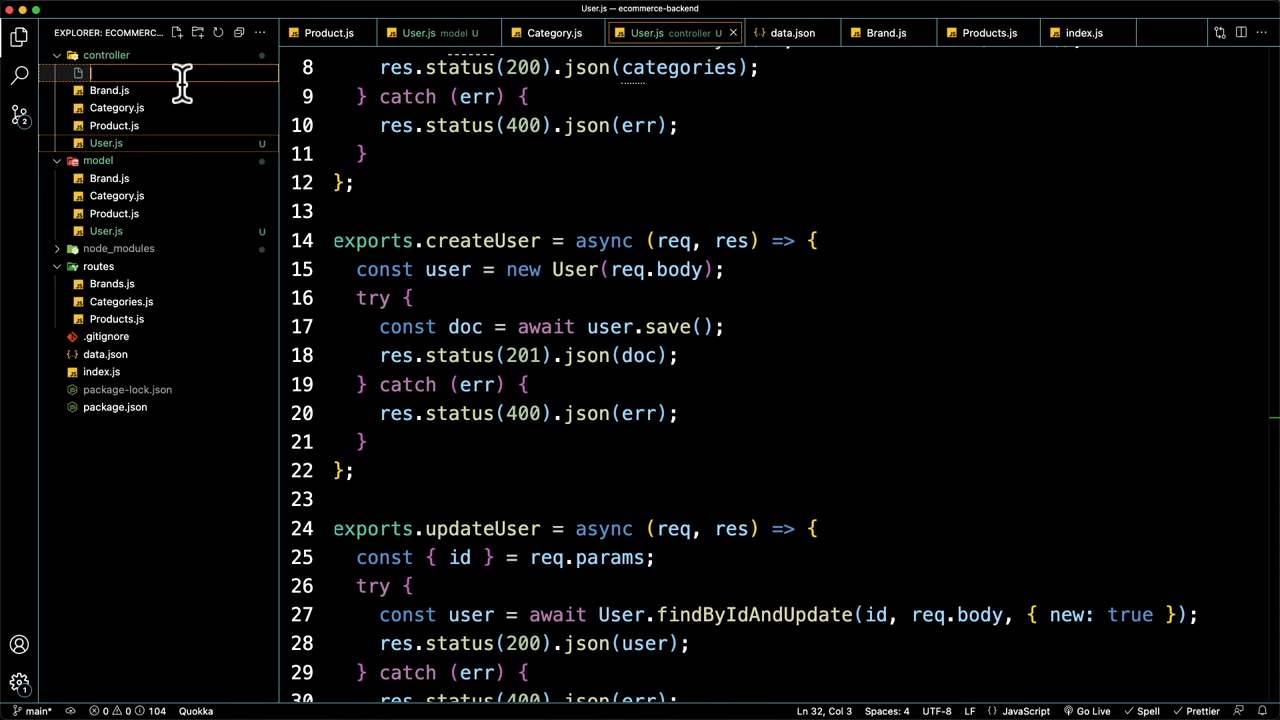 User.js — ecommerce-backend
EXPLORER: ECOMMERC...
Product.js
User.js model U
Category.js
User.js controller U
data.json
Brand.js
Products.js
index.js
controller
Brand.js
Category.js
Product.js
User.js U
model
Brand.js
Category.js
Product.js
User.js U
node_modules
routes
Brands.js
Categories.js
Products.js
.gitignore
data.json
index.js
package-lock.json
package.json
8 res.status(200).json(categories);
9 } catch (err) {
10 res.status(400).json(err);
11 }
12 };
13
14 exports.createUser = async (req, res) => {
15 const user = new User(req.body);
16 try {
17 const doc = await user.save();
18 res.status(201).json(doc);
19 } catch (err) {
20 res.status(400).json(err);
21 }
22 };
23
24 exports.updateUser = async (req, res) => {
25 const { id } = req.params;
26 try {
27 const user = await User.findByIdAndUpdate(id, req.body, { new: true });
28 res.status(200).json(user);
29 } catch (err) {
30 res.status(400).json(err);
2
1
main* 0 0 104 Quokka
Ln 32, Col 3 Spaces: 4 UTF-8 LF {} JavaScript Go Live Spell Prettier